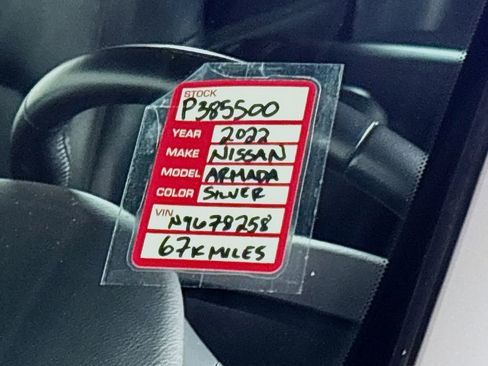 STOCK
P385500
YEAR 2022
MAKE NISSAN
MODEL ARMADA
COLOR SILVER
VIN N9678258
67K MILES